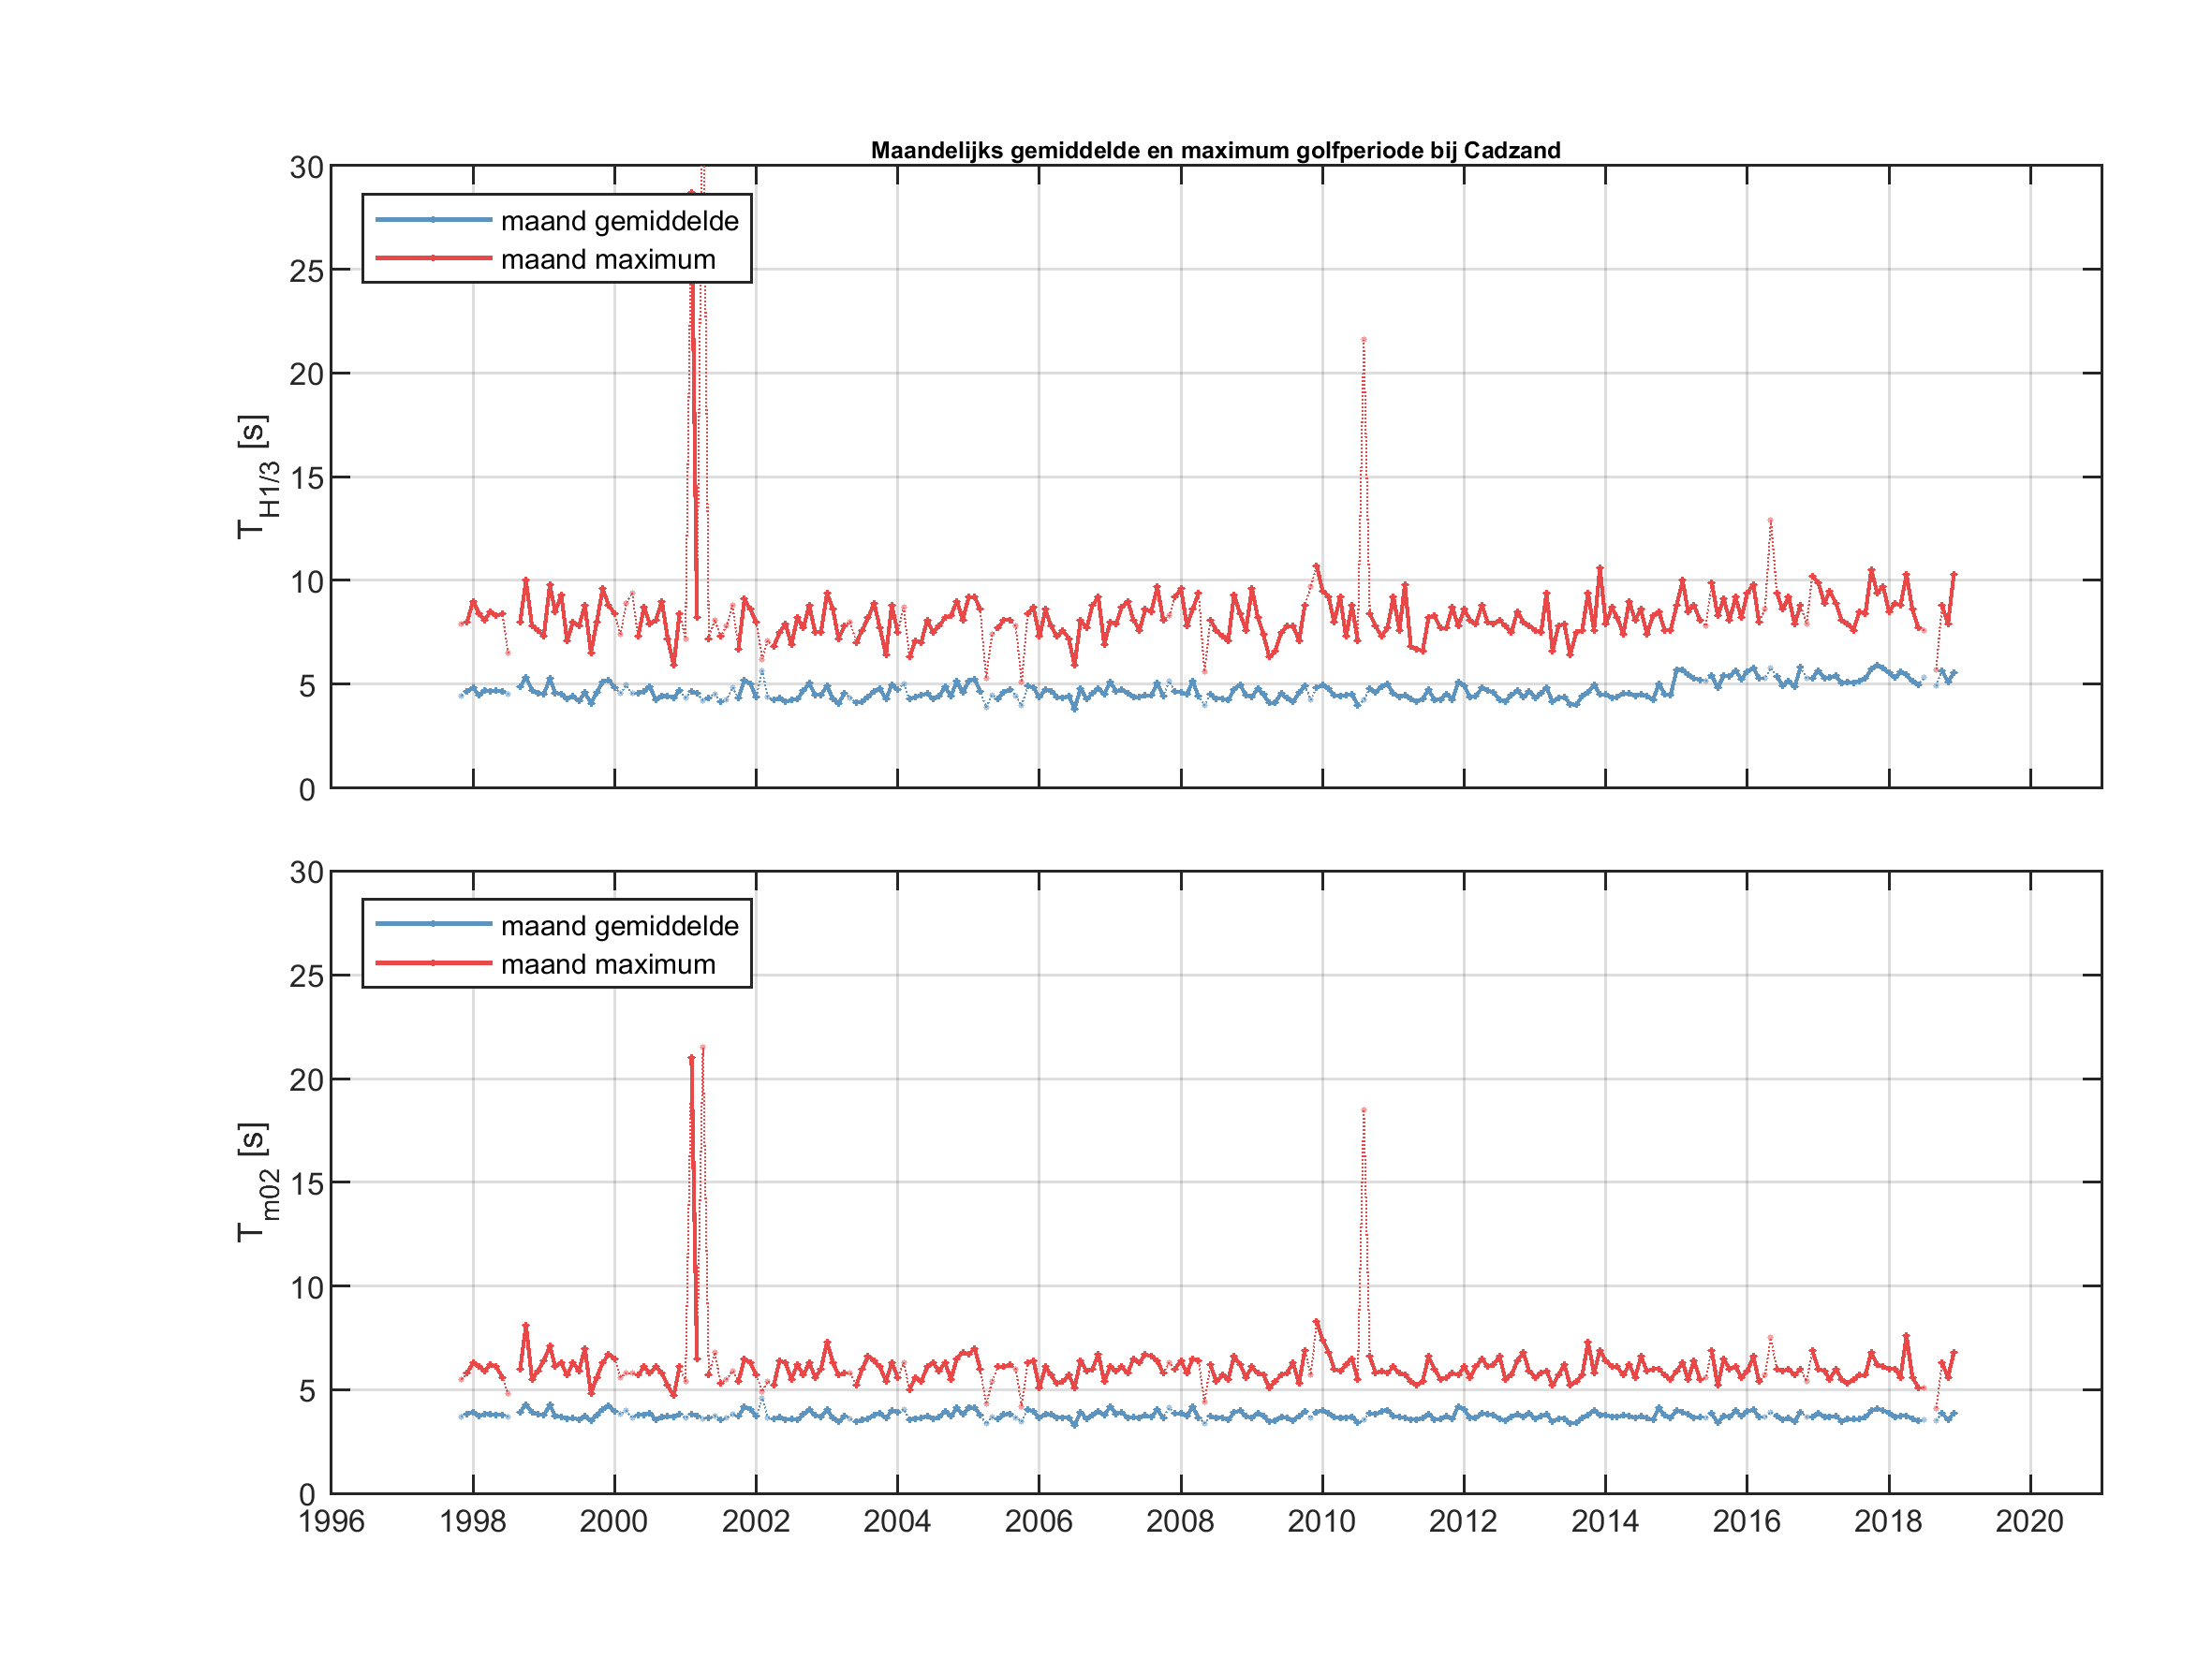 Maandelijks gemiddelde en maximum golfperiode bij Cadzand
30
25
20
15
10
5
0
T_H1/3 [s]
maand gemiddelde
maand maximum
30
25
20
15
10
5
0
T_m02 [s]
maand gemiddelde
maand maximum
1996 1998 2000 2002 2004 2006 2008 2010 2012 2014 2016 2018 2020